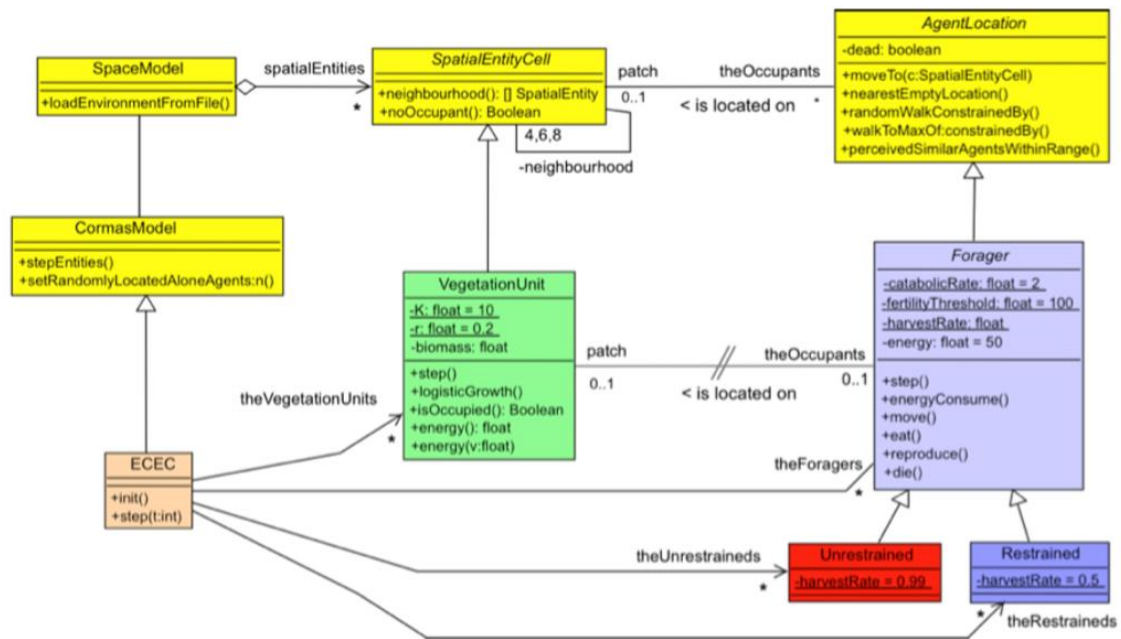 SpaceModel
+loadEnvironmentFromFile()
spatialEntities
*
SpatialEntityCell
+neighbourhood(): [] SpatialEntity
+noOccupant(): Boolean
4,6,8
-neighbourhood
patch
0..1
theOccupants
< is located on
*
AgentLocation
-dead: boolean
+moveTo(c:SpatialEntityCell)
+nearestEmptyLocation()
+randomWalkConstrainedBy()
+walkToMaxOf:constrainedBy()
+perceivedSimilarAgentsWithinRange()
CormasModel
+stepEntities()
+setRandomlyLocatedAloneAgents:n()
VegetationUnit
-K: float = 10
-r: float = 0.2
-biomass: float
+step()
+logisticGrowth()
+isOccupied(): Boolean
+energy(): float
+energy(v:float)
patch
0..1
theOccupants
0..1
< is located on
Forager
-catabolicRate: float = 2
-fertilityThreshold: float = 100
-harvestRate: float
-energy: float = 50
+step()
+energyConsume()
+move()
+eat()
+reproduce()
+die()
theVegetationUnits
*
ECEC
+init()
+step(t:int)
theForagers
*
theUnrestraineds
*
Unrestrained
-harvestRate = 0.99
Restrained
-harvestRate = 0.5
*
theRestraineds